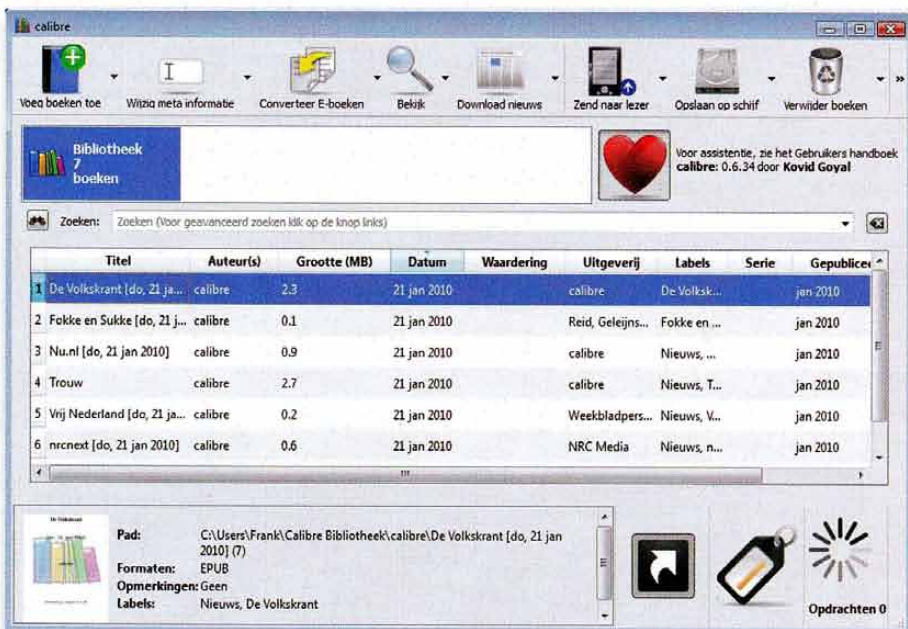 calibre
Voeg boeken toe Wijzig meta informatie Converteer E-boeken Bekijk Download nieuws Zend naar lezer Opslaan op schijf Verwijder boeken »
Bibliotheek
7
boeken
Voor assistentie, zie het Gebruikers handboek
calibre: 0.6.34 door Kovid Goyal
Zoeken: Zoeken (Voor geavanceerd zoeken klik op de knop links)
Titel Auteur(s) Grootte (MB) Datum Waardering Uitgeverij Labels Serie Gepubliceer
1 De Volkskrant [do, 21 ja... calibre 2.3 21 jan 2010 calibre De Volksk... jan 2010
2 Fokke en Sukke [do, 21 j... calibre 0.1 21 jan 2010 Reid, Geleijns... Fokke en ... jan 2010
3 Nu.nl [do, 21 jan 2010] calibre 0.9 21 jan 2010 calibre Nieuws, ... jan 2010
4 Trouw calibre 2.7 21 jan 2010 calibre Nieuws, T... jan 2010
5 Vrij Nederland [do, 21 ja... calibre 0.2 21 jan 2010 Weekbladpers... Nieuws, V... jan 2010
6 nrcnext [do, 21 jan 2010] calibre 0.6 21 jan 2010 NRC Media Nieuws, n... jan 2010
De Volkskrant
Pad: C:\Users\Frank\Calibre Bibliotheek\calibre\De Volkskrant [do, 21 jan
2010] (7)
Formaten: EPUB
Opmerkingen: Geen
Labels: Nieuws, De Volkskrant
Opdrachten 0